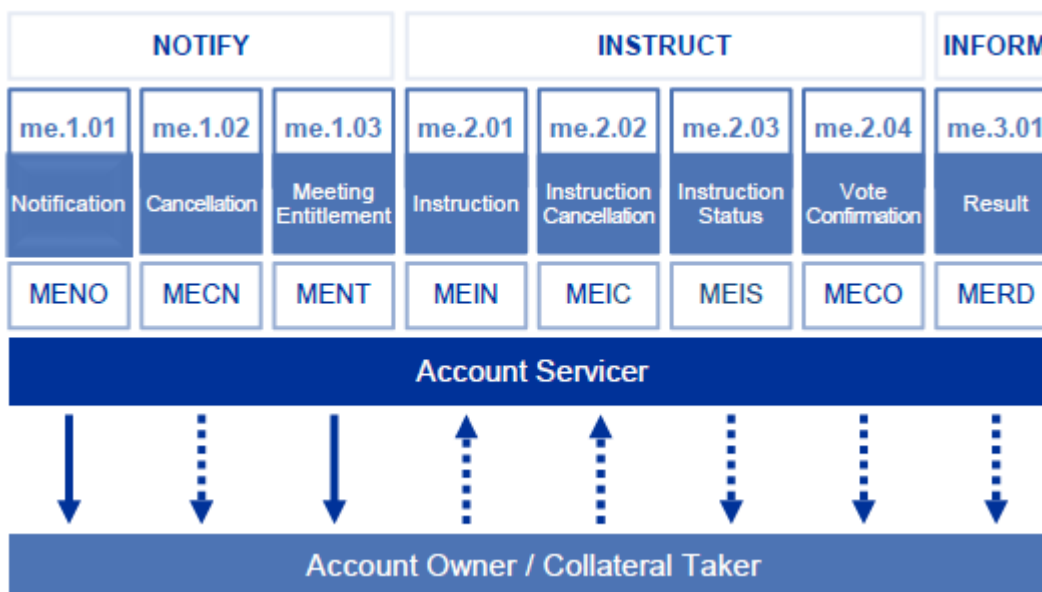 NOTIFY INSTRUCT INFORM
me.1.01 me.1.02 me.1.03 me.2.01 me.2.02 me.2.03 me.2.04 me.3.01
Notification Cancellation Meeting Entitlement Instruction Instruction Cancellation Instruction Status Vote Confirmation Result
MENO MECN MENT MEIN MEIC MEIS MECO MERD
Account Servicer
Account Owner / Collateral Taker